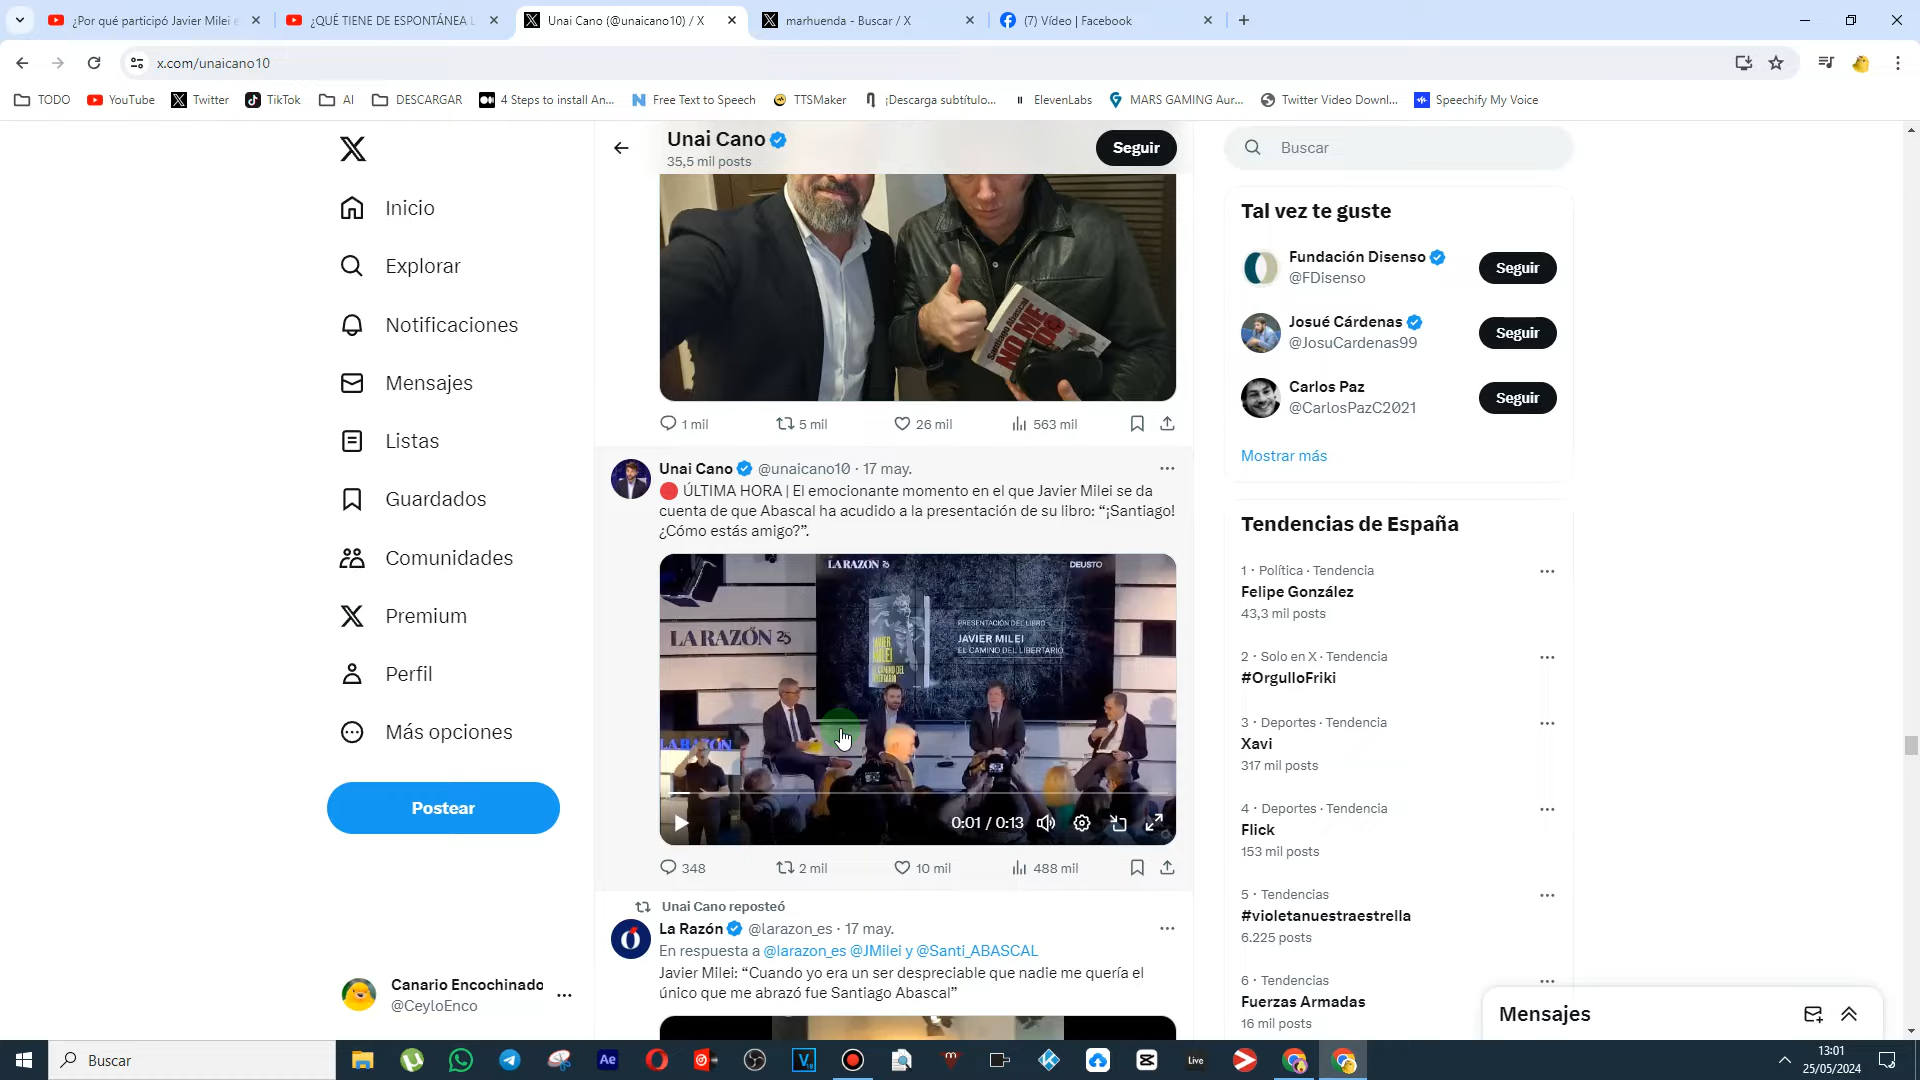 ¿Por qué participó Javier Milei e
¿QUÉ TIENE DE ESPONTÁNEA L
Unai Cano (@unaicano10) / X
marhuenda - Buscar / X
(7) Vídeo | Facebook
x.com/unaicano10
TODO
YouTube
Twitter
TikTok
AI
DESCARGAR
4 Steps to install An...
Free Text to Speech
TTSMaker
¡Descarga subtítulo...
ElevenLabs
MARS GAMING Aur...
Twitter Video Downl...
Speechify My Voice
Inicio
Explorar
Notificaciones
Mensajes
Listas
Guardados
Comunidades
Premium
Perfil
Más opciones
Postear
Canario Encochinado
@CeyloEnco
Unai Cano
35,5 mil posts
Seguir
Santiago Abascal
1 mil
5 mil
26 mil
563 mil
Unai Cano @unaicano10 · 17 may.
ÚLTIMA HORA | El emocionante momento en el que Javier Milei se da
cuenta de que Abascal ha acudido a la presentación de su libro: “¡Santiago!
¿Cómo estás amigo?”.
LA RAZÓN 25
DEUSTO
LA RAZÓN 25
PRESENTACIÓN DEL LIBRO
JAVIER MILEI
EL CAMINO DEL LIBERTARIO
JAVIER
MILEI
EL CAMINO DEL
LIBERTARIO
LA RAZÓN
0:01 / 0:13
348
2 mil
10 mil
488 mil
Unai Cano reposteó
La Razón @larazon_es · 17 may.
En respuesta a @larazon_es @JMilei y @Santi_ABASCAL
Javier Milei: “Cuando yo era un ser despreciable que nadie me quería el
único que me abrazó fue Santiago Abascal”
Buscar
Tal vez te guste
Fundación Disenso
@FDisenso
Seguir
Josué Cárdenas
@JosuCardenas99
Seguir
Carlos Paz
@CarlosPazC2021
Seguir
Mostrar más
Tendencias de España
1 · Política · Tendencia
Felipe González
43,3 mil posts
2 · Solo en X · Tendencia
#OrgulloFriki
3 · Deportes · Tendencia
Xavi
317 mil posts
4 · Deportes · Tendencia
Flick
153 mil posts
5 · Tendencias
#violetanuestraestrella
6.225 posts
6 · Tendencias
Fuerzas Armadas
16 mil posts
Mensajes
Buscar
Ae
Live
13:01
25/05/2024